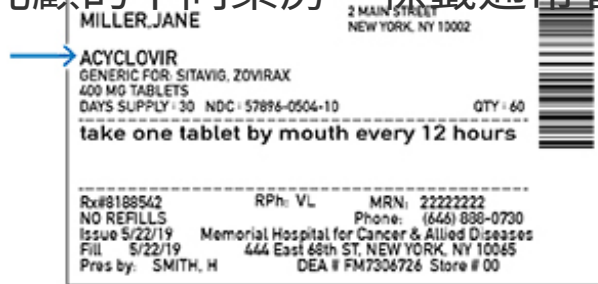 MILLER,JANE
2 MAIN STREET
NEW YORK, NY 10002
ACYCLOVIR
GENERIC FOR: SITAVIG, ZOVIRAX
400 MG TABLETS
DAYS SUPPLY: 30 NDC: 57896-0504-10 QTY: 60
take one tablet by mouth every 12 hours
Rx#8188542 RPh: VL MRN: 22222222
NO REFILLS Phone: (646) 888-0730
Issue 5/22/19 Memorial Hospital for Cancer & Allied Diseases
Fill 5/22/19 444 East 68th ST, NEW YORK, NY 10065
Pres by: SMITH, H DEA # FM7306726 Store # 00